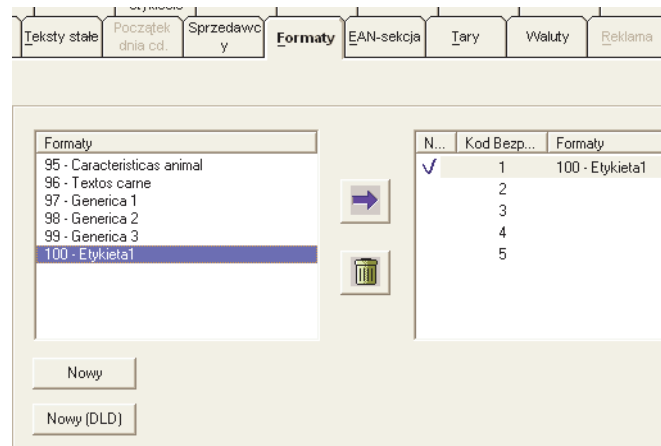 Teksty stałe
Początek
dnia cd.
Sprzedawc
y
Formaty
EAN-sekcja
Tary
Waluty
Reklama
Formaty
95 - Caracteristicas animal
96 - Textos carne
97 - Generica 1
98 - Generica 2
99 - Generica 3
100 - Etykieta1
N... Kod Bezp... Formaty
1 100 - Etykieta1
2
3
4
5
Nowy
Nowy (DLD)